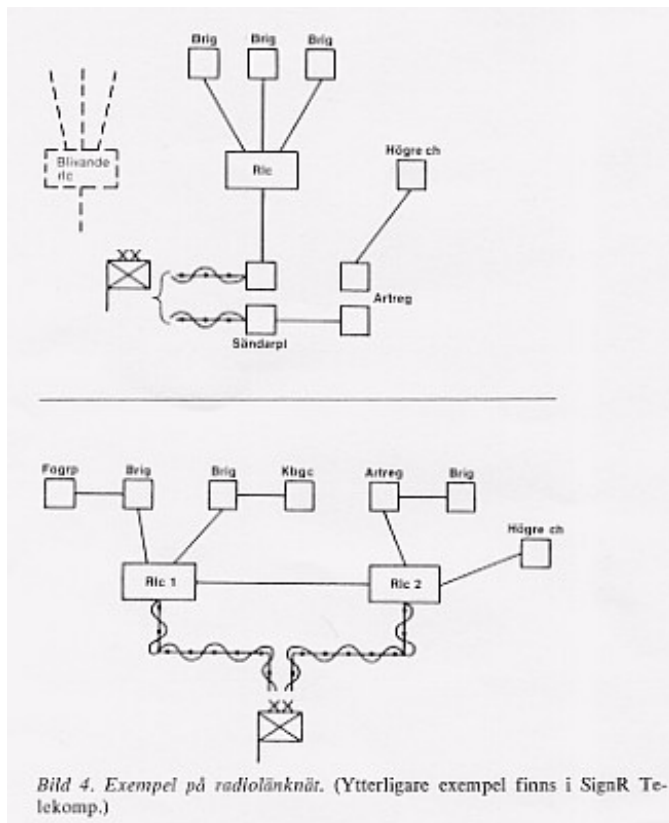 Brig Brig Brig
Blivande
rlc
Rlc
Högre ch
XX
Artreg
Sändarpl
Fogrp Brig Brig Kbgc Artreg Brig
Högre ch
Rlc 1 Rlc 2
XX
Bild 4. Exempel på radiolänknät. (Ytterligare exempel finns i SignR Te-
lekomp.)